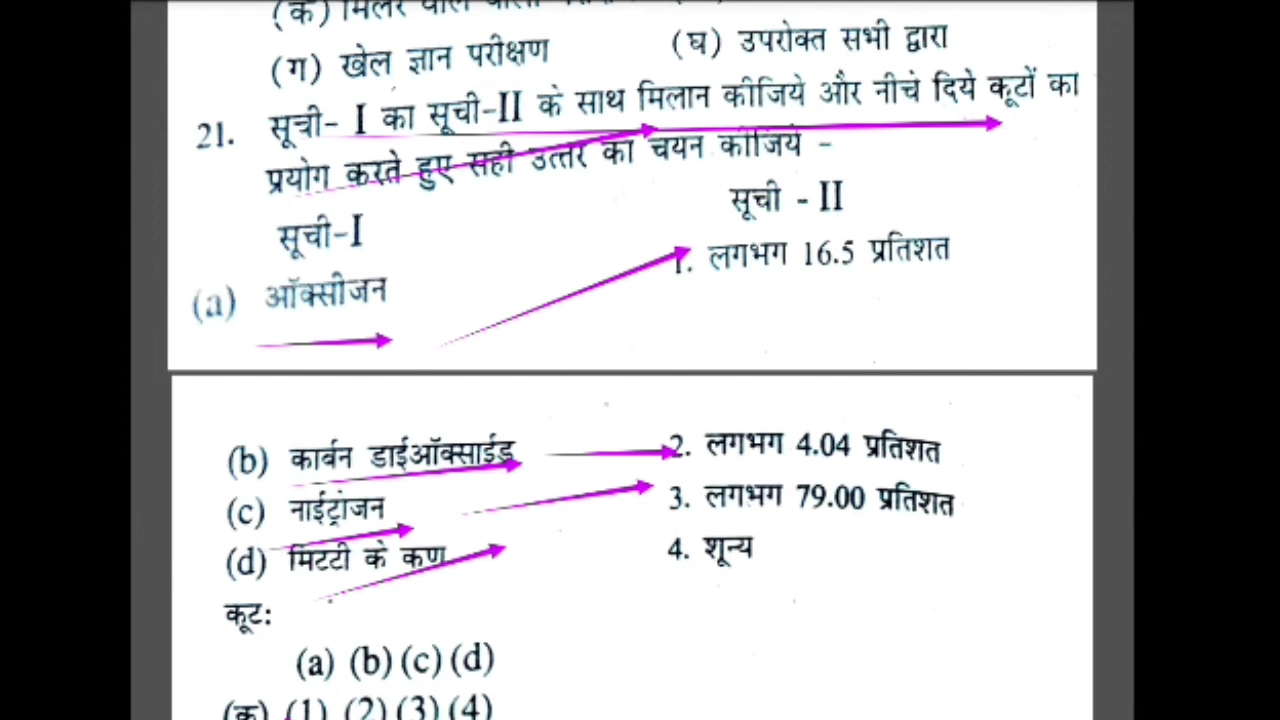 (क) मिलर
(ग) खेल ज्ञान परीक्षण (घ) उपरोक्त सभी द्वारा
21. सूची- I का सूची-II के साथ मिलान कीजिये और नीचे दिये कूटों का
प्रयोग करते हुए सही उत्तर का चयन कीजिये -
सूची-I सूची - II
(a) ऑक्सीजन 1. लगभग 16.5 प्रतिशत
(b) कार्बन डाईऑक्साईड 2. लगभग 4.04 प्रतिशत
(c) नाईट्रोजन 3. लगभग 79.00 प्रतिशत
(d) मिटटी के कण 4. शून्य
कूट:
(a) (b) (c) (d)
(क) (1) (2) (3) (4)